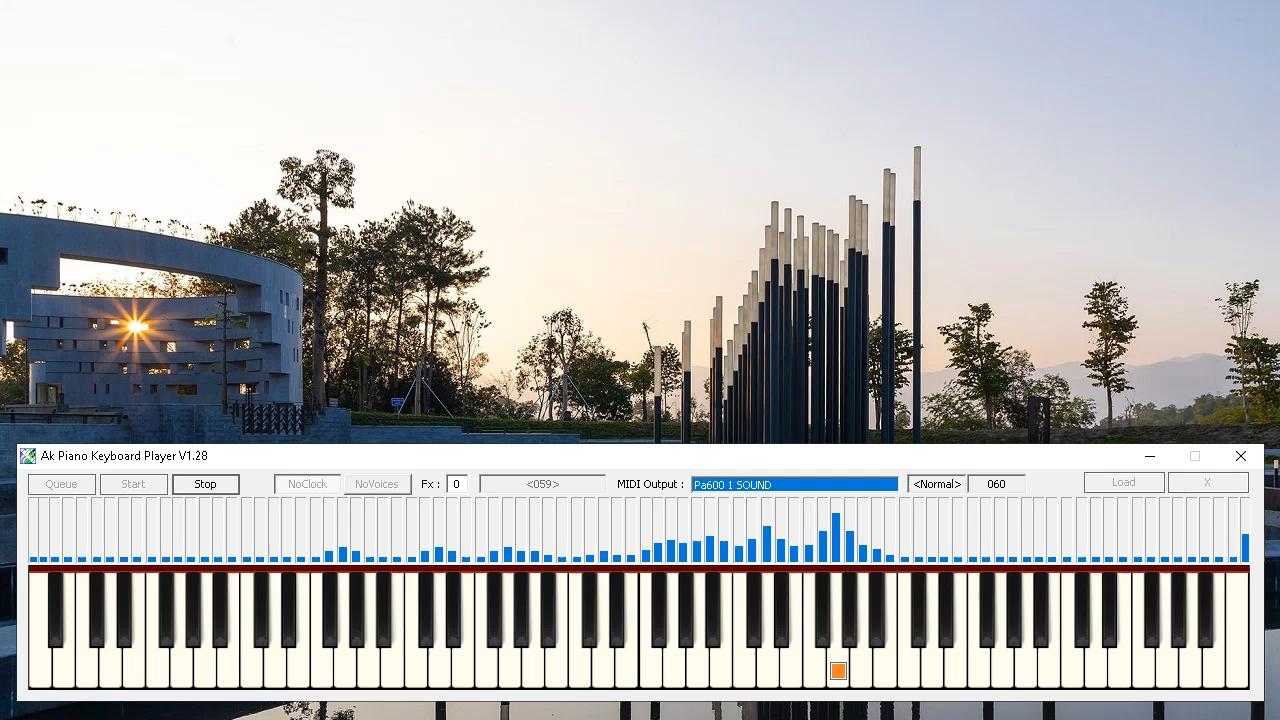 Ak Piano Keyboard Player V1.28
Queue Start Stop NoClock NoVoices Fx : 0 <059> MIDI Output : Pa600 1 SOUND <Normal> 060 Load X